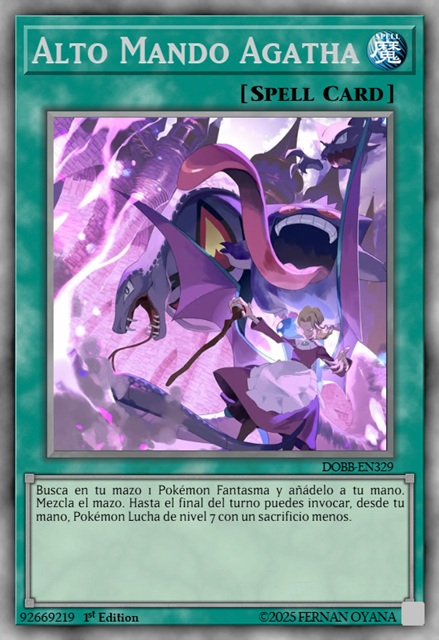 ALTO MANDO AGATHA
SPELL
魔
[SPELL CARD]
DOBB-EN329
Busca en tu mazo 1 Pokémon Fantasma y añádelo a tu mano.
Mezcla el mazo. Hasta el final del turno puedes invocar, desde tu
mano, Pokémon Lucha de nivel 7 con un sacrificio menos.
92669219 1st Edition ©2025 FERNAN OYANA